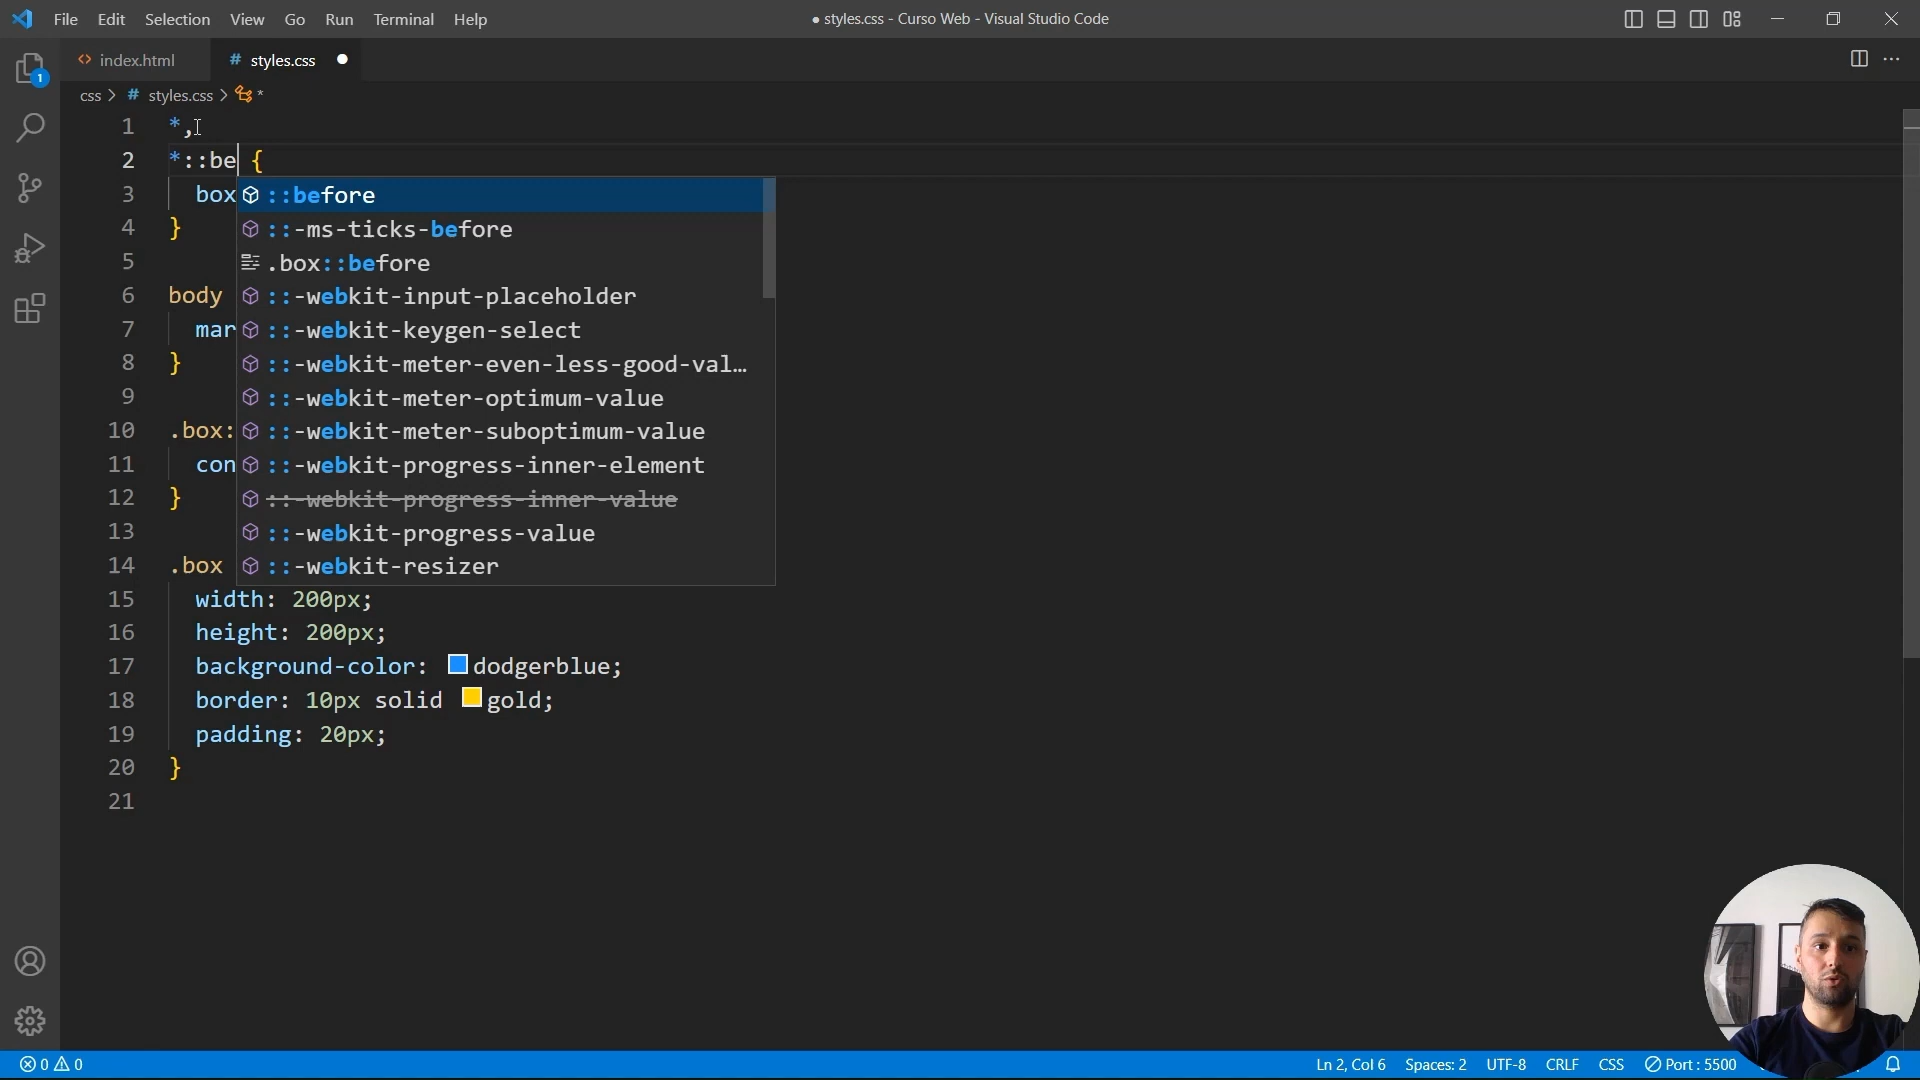 File Edit Selection View Go Run Terminal Help
● styles.css - Curso Web - Visual Studio Code
<> index.html
# styles.css ●
css > # styles.css > *
1 *,
2 *::be {
3 box
4 }
5
6 body
7 mar
8 }
9
10 .box:
11 con
12 }
13
14 .box
::before
::-ms-ticks-before
.box::before
::-webkit-input-placeholder
::-webkit-keygen-select
::-webkit-meter-even-less-good-val…
::-webkit-meter-optimum-value
::-webkit-meter-suboptimum-value
::-webkit-progress-inner-element
::-webkit-progress-inner-value
::-webkit-progress-value
::-webkit-resizer
15 width: 200px;
16 height: 200px;
17 background-color: dodgerblue;
18 border: 10px solid gold;
19 padding: 20px;
20 }
21
1
0 0
Ln 2, Col 6 Spaces: 2 UTF-8 CRLF CSS Port : 5500